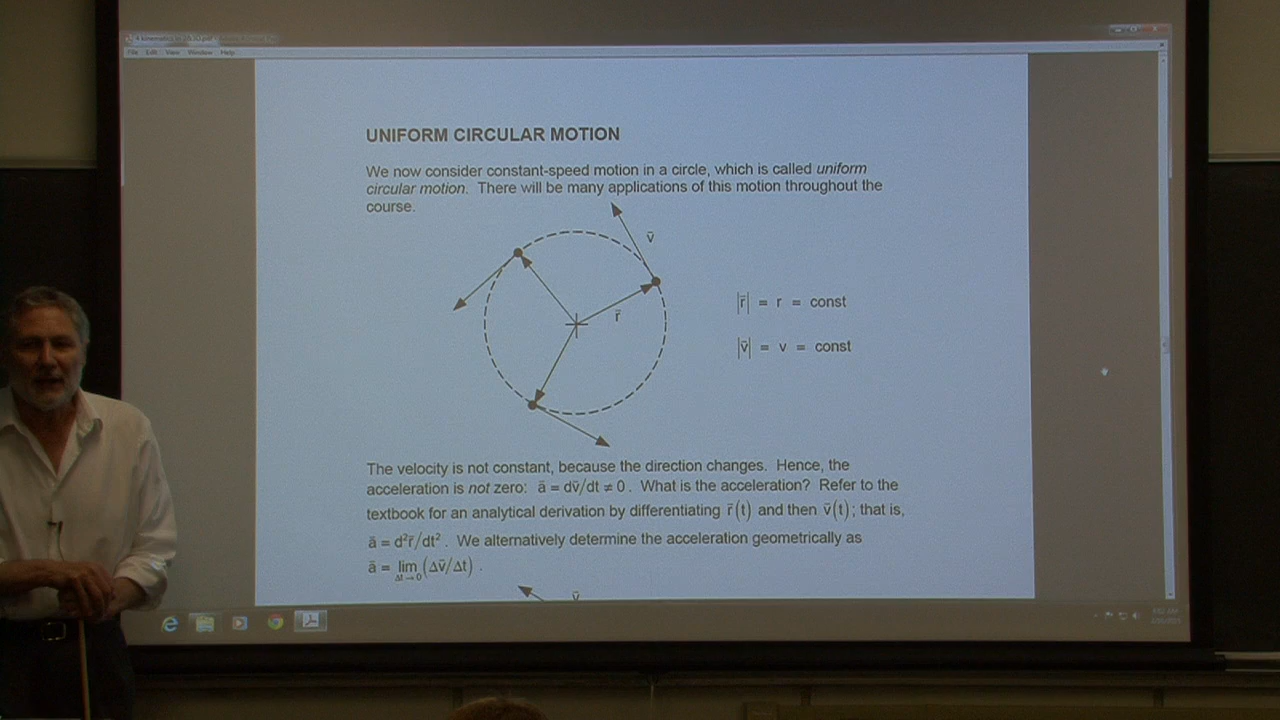 File Edit View Window Help
UNIFORM CIRCULAR MOTION
We now consider constant-speed motion in a circle, which is called uniform
circular motion. There will be many applications of this motion throughout the
course.
v̄
r̄
|r̄| = r = const
|v̄| = v = const
The velocity is not constant, because the direction changes. Hence, the
acceleration is not zero: ā = dv̄/dt ≠ 0. What is the acceleration? Refer to the
textbook for an analytical derivation by differentiating r̄(t) and then v̄(t); that is,
ā = d²r̄/dt². We alternatively determine the acceleration geometrically as
ā = lim (Δv̄/Δt).
Δt→0
v̄